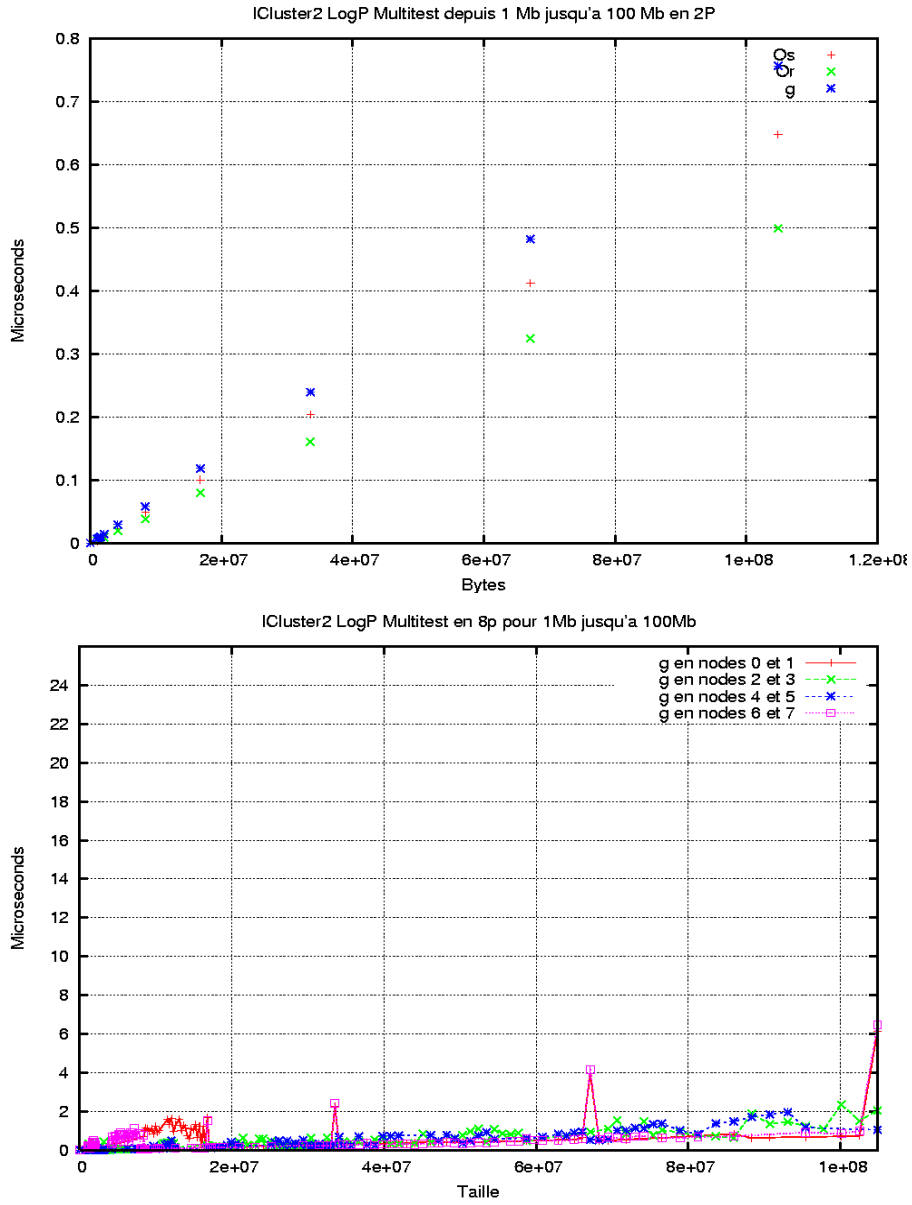 ICluster2 LogP Multitest depuis 1 Mb jusqu'a 100 Mb en 2P
0.8
0.7
0.6
0.5
0.4
0.3
0.2
0.1
0
Microseconds
Os
Or
g
0
2e+07
4e+07
6e+07
8e+07
1e+08
1.2e+08
Bytes
ICluster2 LogP Multitest en 8p pour 1Mb jusqu'a 100Mb
24
22
20
18
16
14
12
10
8
6
4
2
0
Microseconds
g en nodes 0 et 1
g en nodes 2 et 3
g en nodes 4 et 5
g en nodes 6 et 7
0
2e+07
4e+07
6e+07
8e+07
1e+08
Taille